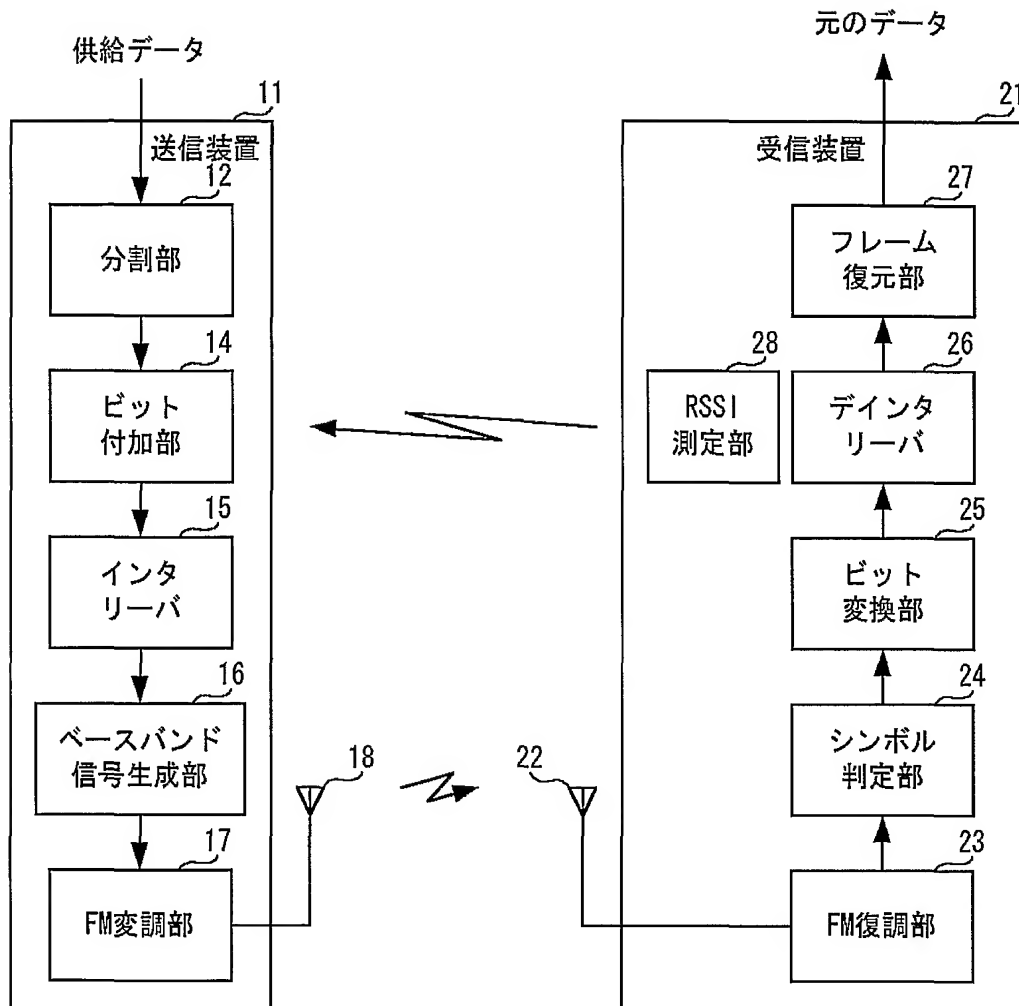 供給データ
11
送信装置
12
分割部
14
ビット
付加部
15
インタ
リーバ
16
ベースバンド
信号生成部
17
FM変調部
18
元のデータ
21
受信装置
27
フレーム
復元部
28
RSSI
測定部
26
デインタ
リーバ
25
ビット
変換部
24
シンボル
判定部
22
23
FM復調部